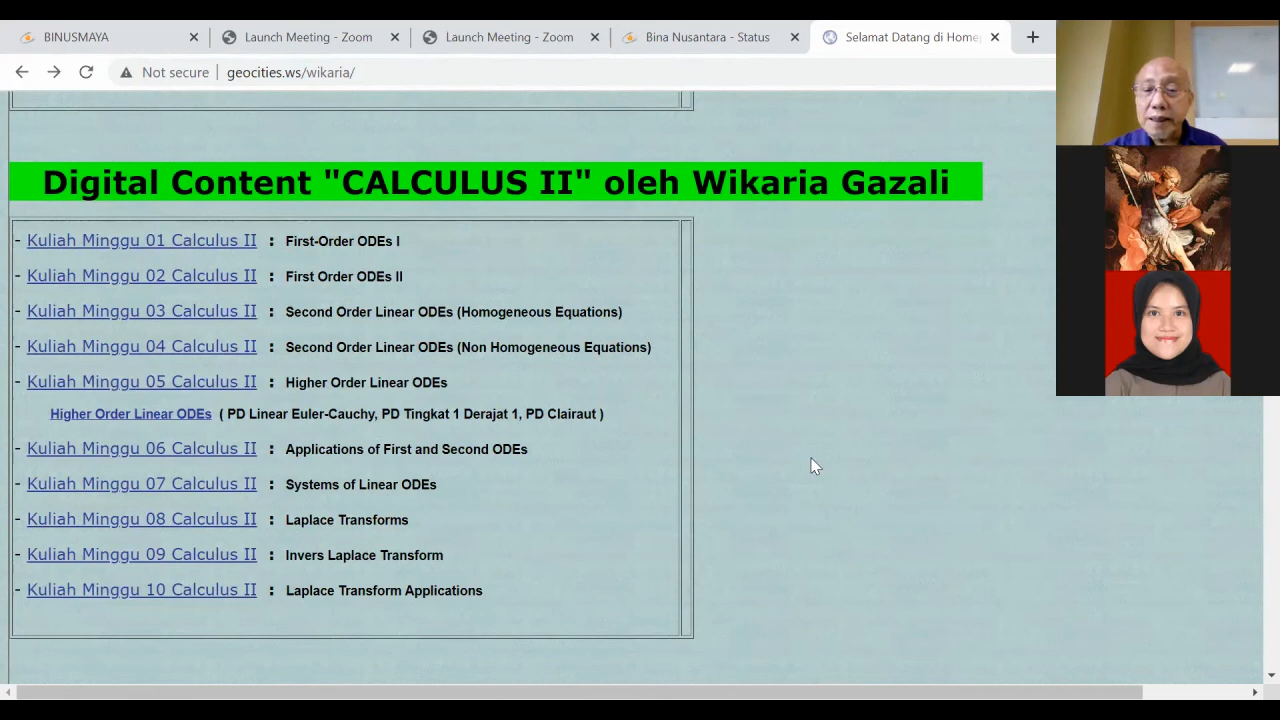 BINUSMAYA
Launch Meeting - Zoom
Launch Meeting - Zoom
Bina Nusantara - Status
Selamat Datang di Home
Not secure
geocities.ws/wikaria/
Digital Content "CALCULUS II" oleh Wikaria Gazali
- Kuliah Minggu 01 Calculus II : First-Order ODEs I
- Kuliah Minggu 02 Calculus II : First Order ODEs II
- Kuliah Minggu 03 Calculus II : Second Order Linear ODEs (Homogeneous Equations)
- Kuliah Minggu 04 Calculus II : Second Order Linear ODEs (Non Homogeneous Equations)
- Kuliah Minggu 05 Calculus II : Higher Order Linear ODEs
Higher Order Linear ODEs ( PD Linear Euler-Cauchy, PD Tingkat 1 Derajat 1, PD Clairaut )
- Kuliah Minggu 06 Calculus II : Applications of First and Second ODEs
- Kuliah Minggu 07 Calculus II : Systems of Linear ODEs
- Kuliah Minggu 08 Calculus II : Laplace Transforms
- Kuliah Minggu 09 Calculus II : Invers Laplace Transform
- Kuliah Minggu 10 Calculus II : Laplace Transform Applications